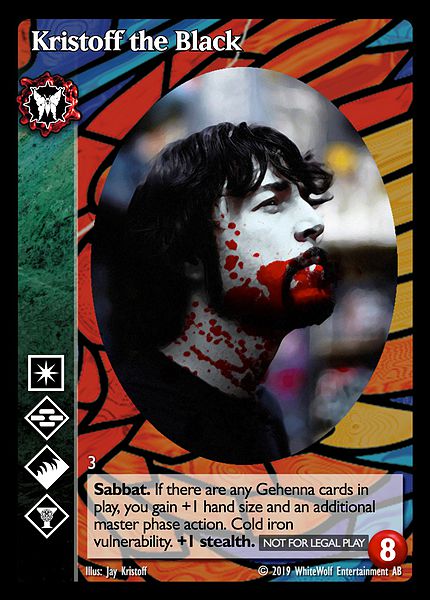 Kristoff the Black
3
Sabbat. If there are any Gehenna cards in
play, you gain +1 hand size and an additional
master phase action. Cold iron
vulnerability. +1 stealth. NOT FOR LEGAL PLAY
8
Illus: Jay Kristoff © 2019 WhiteWolf Entertainment AB